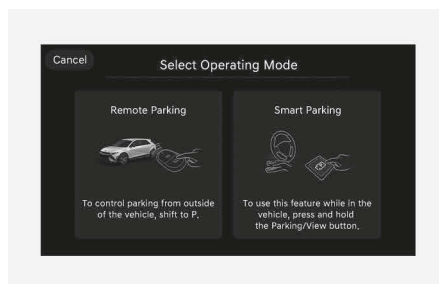 Cancel
Select Operating Mode
Remote Parking
Smart Parking
To control parking from outside
of the vehicle, shift to P.
To use this feature while in the
vehicle, press and hold
the Parking/View button.